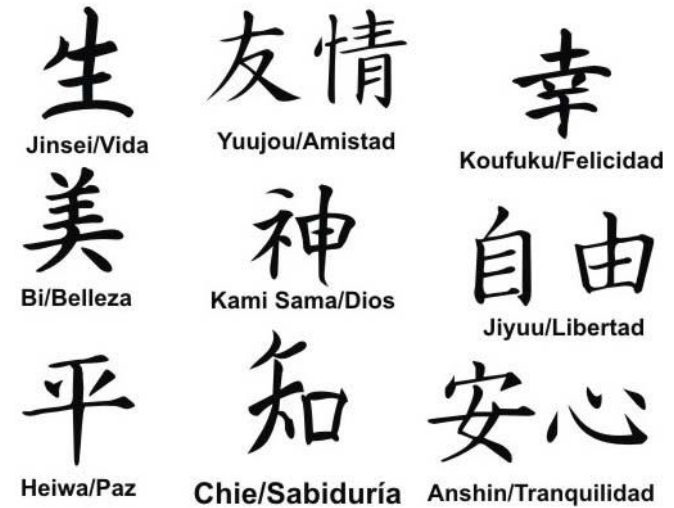 生
Jinsei/Vida
友情
Yuujou/Amistad
幸
Koufuku/Felicidad
美
Bi/Belleza
神
Kami Sama/Dios
自由
Jiyuu/Libertad
平
Heiwa/Paz
知
Chie/Sabiduría
安心
Anshin/Tranquilidad